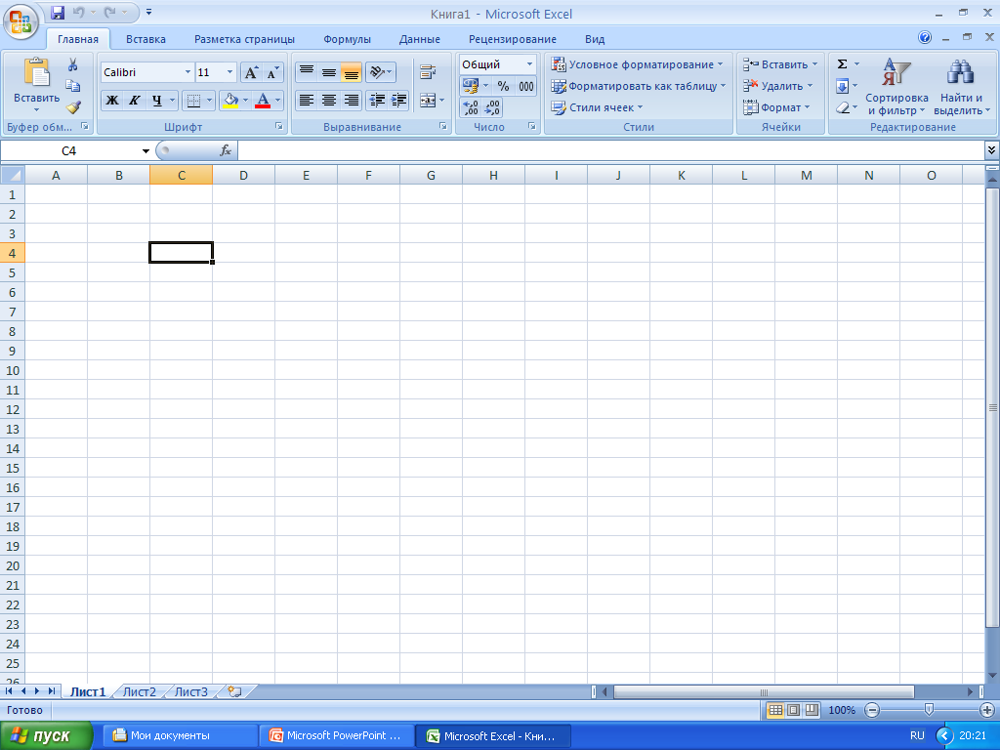 Книга1 - Microsoft Excel
Главная Вставка Разметка страницы Формулы Данные Рецензирование Вид
Вставить
Буфер обм...
Calibri 11
Ж К Ч
Шрифт
Выравнивание
Общий
% 000
,00 ,00
Число
Условное форматирование
Форматировать как таблицу
Стили ячеек
Стили
Вставить
Удалить
Формат
Ячейки
Σ
Сортировка и фильтр
Найти и выделить
Редактирование
C4 fx
A B C D E F G H I J K L M N O
1
2
3
4
5
6
7
8
9
10
11
12
13
14
15
16
17
18
19
20
21
22
23
24
25
26
Лист1 Лист2 Лист3
Готово 100%
пуск Мои документы Microsoft PowerPoint ... Microsoft Excel - Кни... RU 20:21